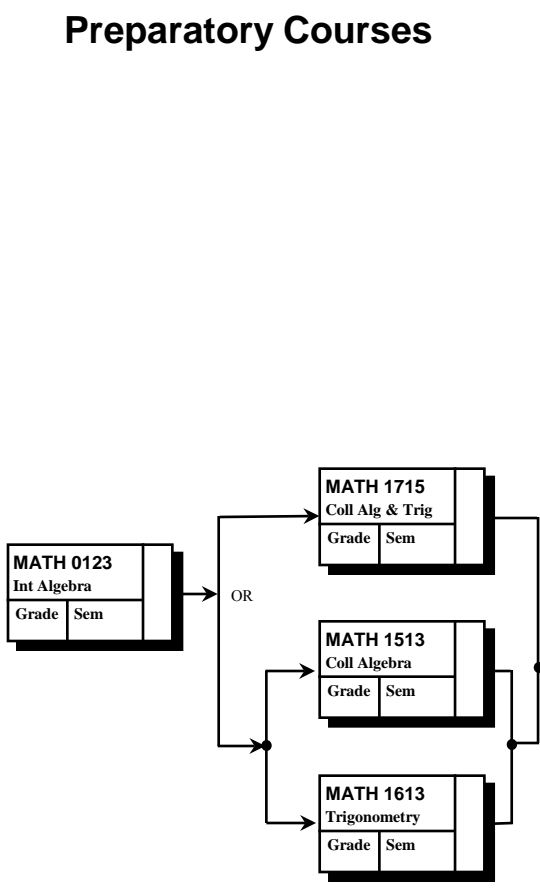 Preparatory Courses
MATH 0123
Int Algebra
Grade Sem
OR
MATH 1715
Coll Alg & Trig
Grade Sem
MATH 1513
Coll Algebra
Grade Sem
MATH 1613
Trigonometry
Grade Sem